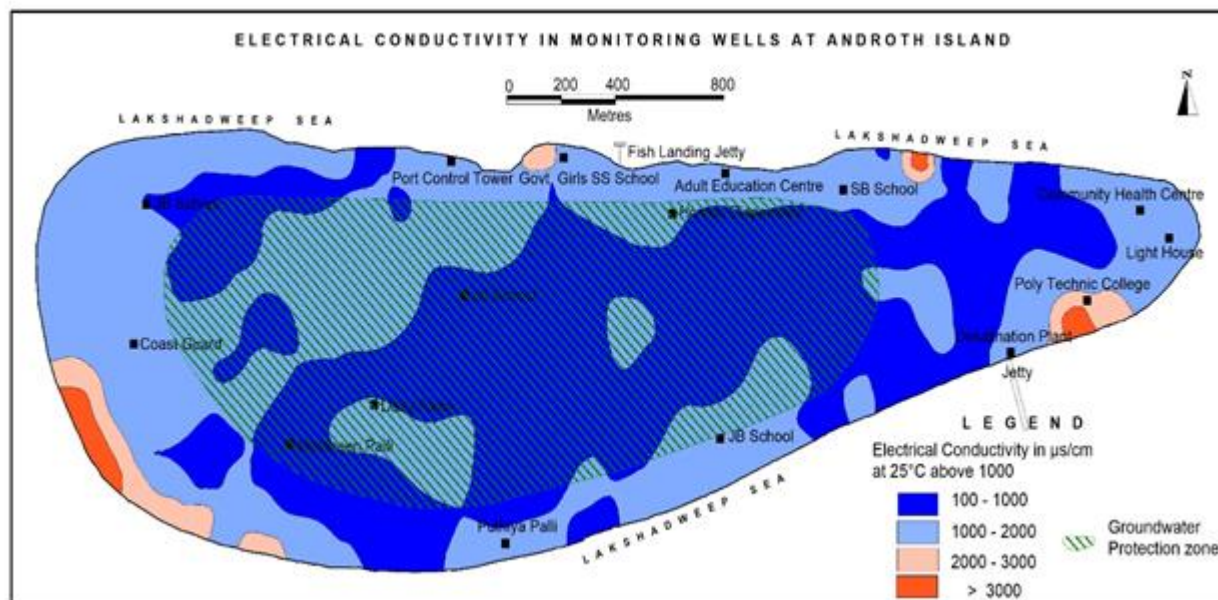 ELECTRICAL CONDUCTIVITY IN MONITORING WELLS AT ANDROTH ISLAND
0 200 400 800
Metres
N
LAKSHADWEEP SEA
LAKSHADWEEP SEA
Fish Landing Jetty
Port Control Tower
Govt. Girls SS School
Adult Education Centre
SB School
Community Health Centre
Light House
Poly Technic College
Coast Guard
Plant
Jetty
JB School
Palli
LAKSHADWEEP SEA
LEGEND
Electrical Conductivity in µs/cm
at 25°C above 1000
100 - 1000
1000 - 2000
2000 - 3000
> 3000
Groundwater
Protection zone